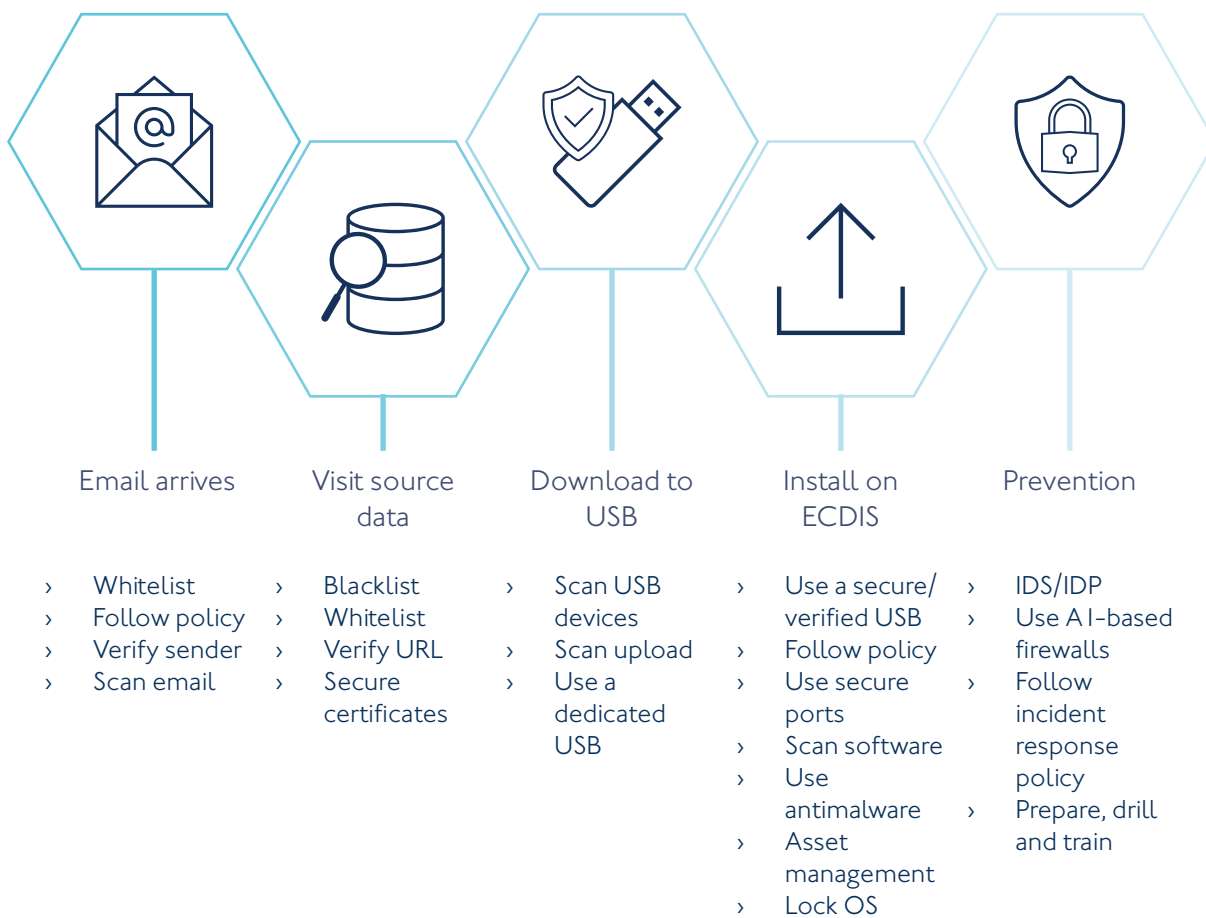 Email arrives
Visit source
data
Download to
USB
Install on
ECDIS
Prevention
› Whitelist
› Follow policy
› Verify sender
› Scan email
› Blacklist
› Whitelist
› Verify URL
› Secure
certificates
› Scan USB
devices
› Scan upload
› Use a
dedicated
USB
› Use a secure/
verified USB
› Follow policy
› Use secure
ports
› Scan software
› Use
antimalware
› Asset
management
› Lock OS
› IDS/IDP
› Use AI-based
firewalls
› Follow
incident
response
policy
› Prepare, drill
and train